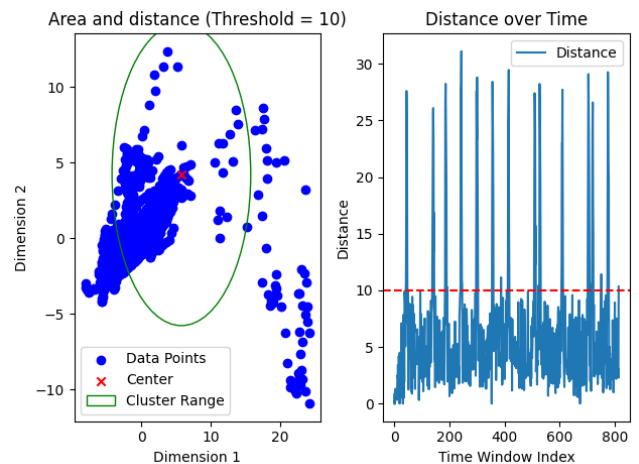 Area and distance (Threshold = 10)
Dimension 2
10
5
0
−5
−10
Data Points
Center
Cluster Range
0
10
20
Dimension 1
Distance over Time
Distance
30
25
20
15
10
5
0
Distance
0
200
400
600
800
Time Window Index